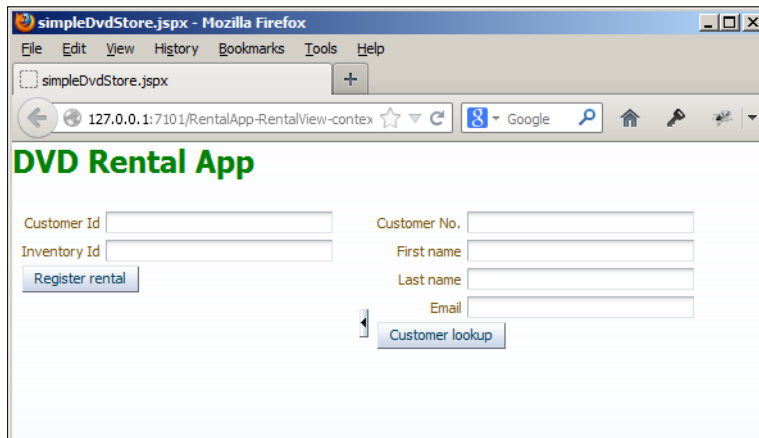 simpleDvdStore.jspx - Mozilla Firefox
File Edit View History Bookmarks Tools Help
simpleDvdStore.jspx +
127.0.0.1:7101/RentalApp-RentalView-contex 8 Google
DVD Rental App
Customer Id
Inventory Id
Register rental
Customer No.
First name
Last name
Email
Customer lookup